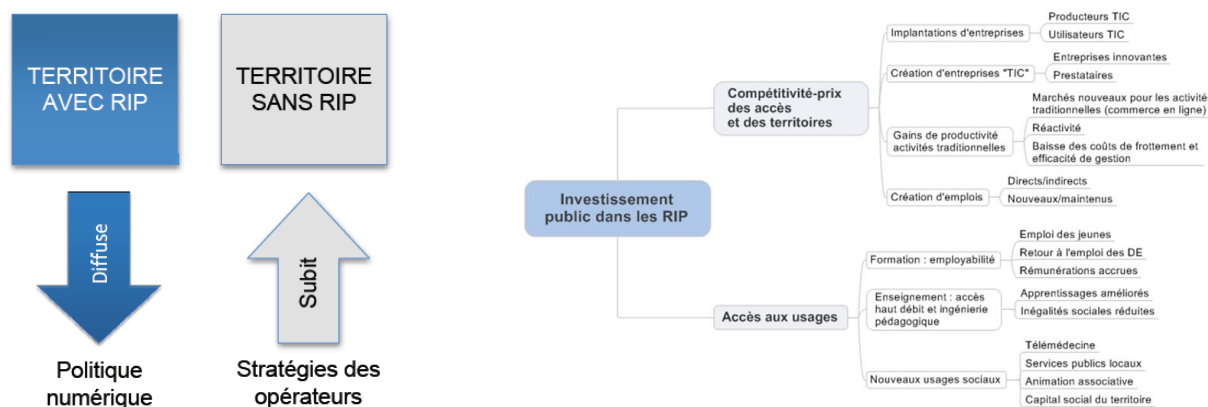 TERRITOIRE
AVEC RIP
Diffuse
Politique
numérique
TERRITOIRE
SANS RIP
Subit
Stratégies des
opérateurs
Investissement
public dans les RIP
Compétitivité-prix
des accès
et des territoires
Implantations d'entreprises
Producteurs TIC
Utilisateurs TIC
Création d'entreprises "TIC"
Entreprises innovantes
Prestataires
Gains de productivité
activités traditionnelles
Marchés nouveaux pour les activités
traditionnelles (commerce en ligne)
Réactivité
Baisse des coûts de frottement et
efficacité de gestion
Création d'emplois
Directs/indirects
Nouveaux/maintenus
Accès aux usages
Formation : employabilité
Emploi des jeunes
Retour à l'emploi des DE
Rémunérations accrues
Enseignement : accès
haut débit et ingénierie
pédagogique
Apprentissages améliorés
Inégalités sociales réduites
Nouveaux usages sociaux
Télémédecine
Services publics locaux
Animation associative
Capital social du territoire